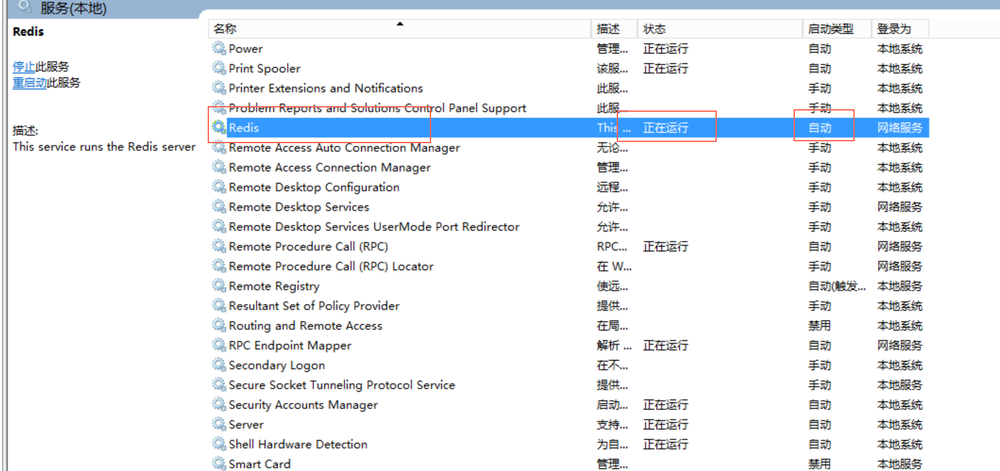 服务(本地)
Redis
停止此服务
重启动此服务
描述:
This service runs the Redis server
名称 描述 状态 启动类型 登录为
Power 管理... 正在运行 自动 本地系统
Print Spooler 该服... 正在运行 自动 本地系统
Printer Extensions and Notifications 此服... 手动 本地系统
Problem Reports and Solutions Control Panel Support 此服... 手动 本地系统
Redis This ... 正在运行 自动 网络服务
Remote Access Auto Connection Manager 无论... 手动 本地系统
Remote Access Connection Manager 管理... 手动 本地系统
Remote Desktop Configuration 远程... 手动 本地系统
Remote Desktop Services 允许... 手动 网络服务
Remote Desktop Services UserMode Port Redirector 允许... 手动 本地系统
Remote Procedure Call (RPC) RPC... 正在运行 自动 网络服务
Remote Procedure Call (RPC) Locator 在 W... 手动 网络服务
Remote Registry 使远... 自动(触发... 本地服务
Resultant Set of Policy Provider 提供... 手动 本地系统
Routing and Remote Access 在局... 禁用 本地系统
RPC Endpoint Mapper 解析 ... 正在运行 自动 网络服务
Secondary Logon 在不... 手动 本地系统
Secure Socket Tunneling Protocol Service 提供... 手动 本地服务
Security Accounts Manager 启动... 正在运行 自动 本地系统
Server 支持... 正在运行 自动 本地系统
Shell Hardware Detection 为自... 正在运行 自动 本地系统
Smart Card 管理... 禁用 本地服务